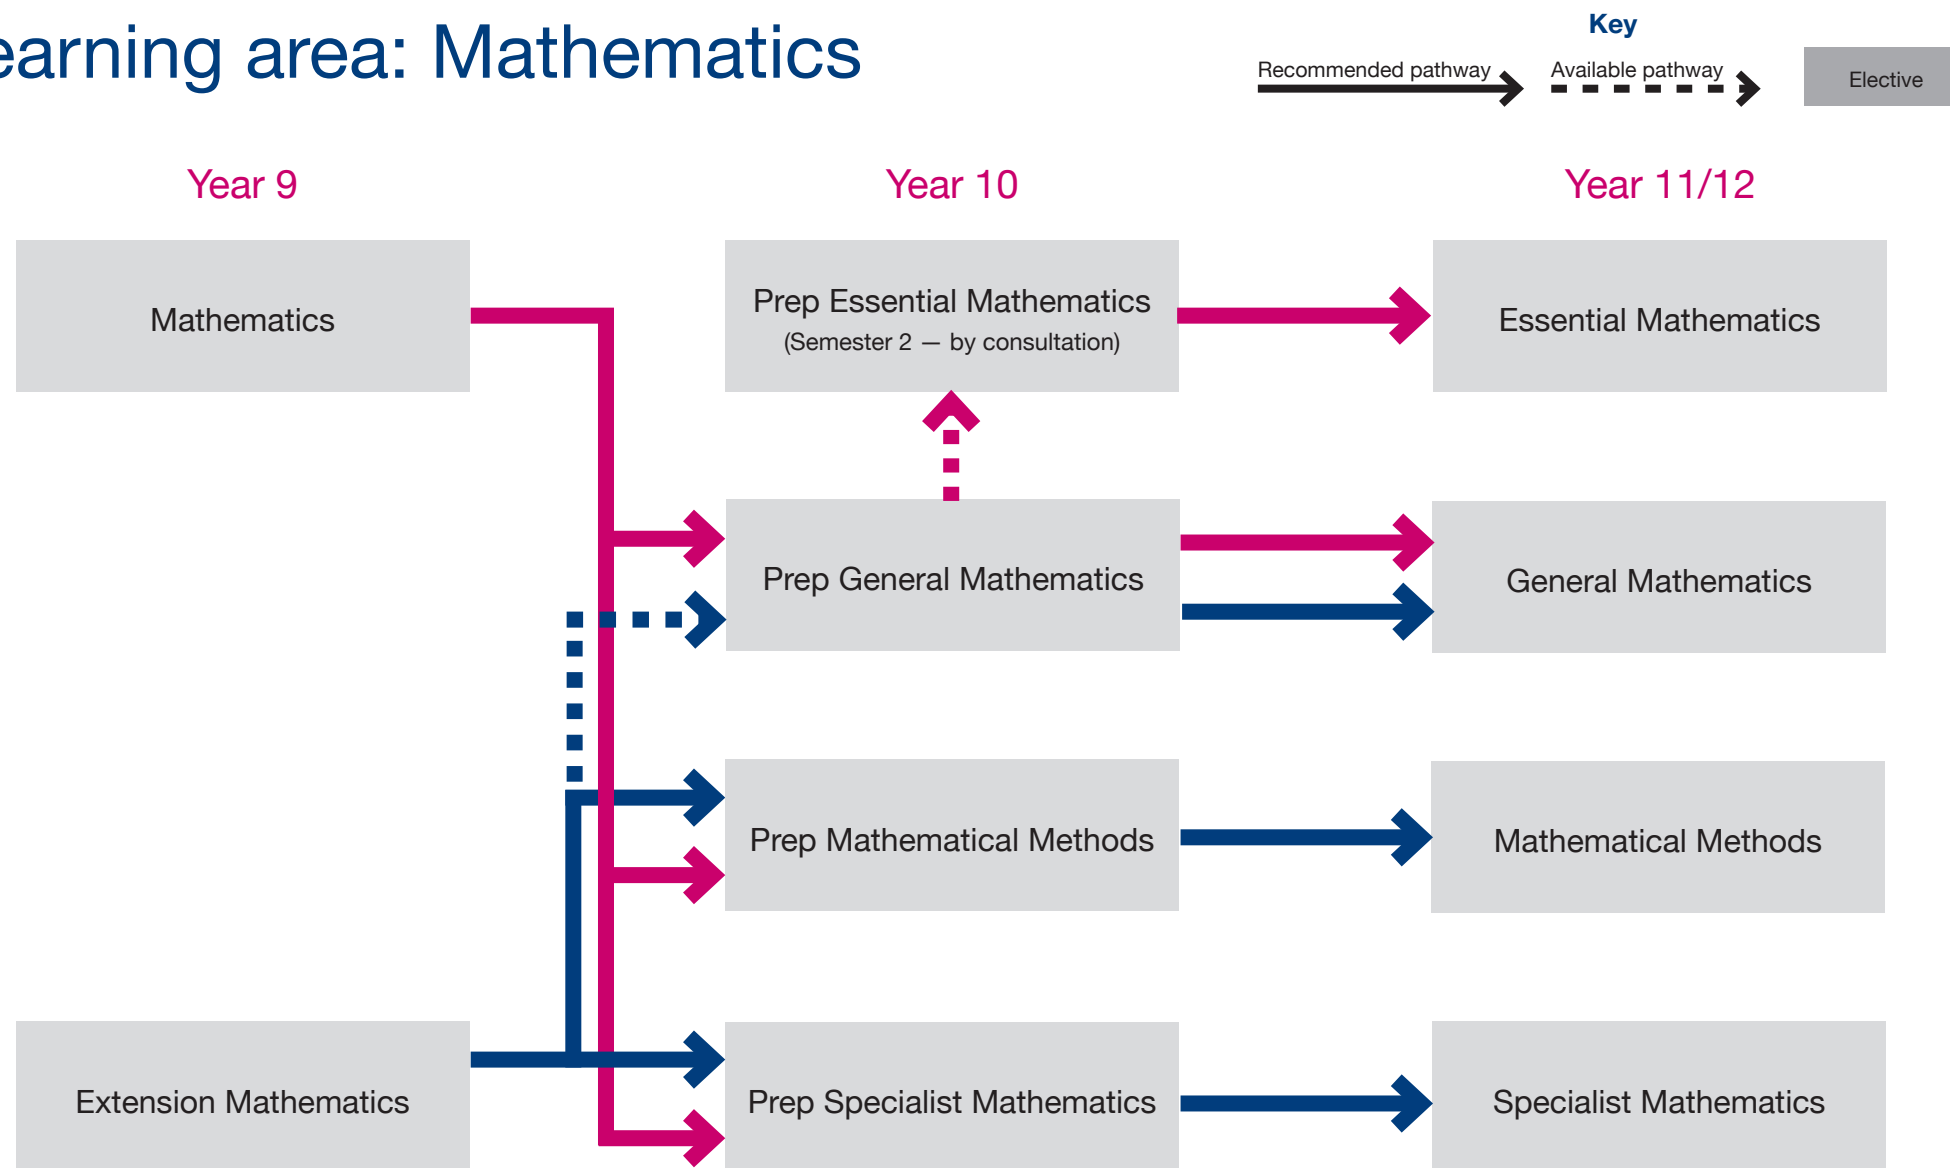 earning area: Mathematics
Key
Recommended pathway
Available pathway
Elective
Year 9
Year 10
Year 11/12
Mathematics
Prep Essential Mathematics
(Semester 2 — by consultation)
Essential Mathematics
Prep General Mathematics
General Mathematics
Prep Mathematical Methods
Mathematical Methods
Extension Mathematics
Prep Specialist Mathematics
Specialist Mathematics